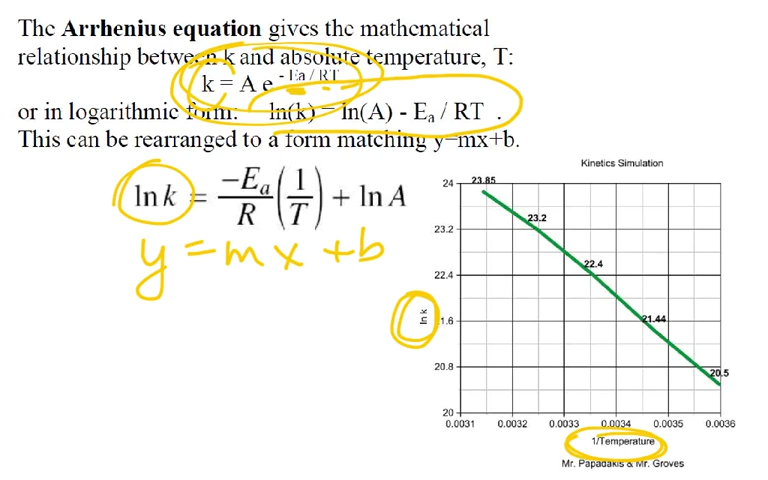 The Arrhenius equation gives the mathematical
relationship between k and absolute temperature, T:
k = A e - Ea / RT
or in logarithmic form: ln(k) = ln(A) - Ea / RT .
This can be rearranged to a form matching y=mx+b.
ln k = -Ea/R (1/T) + ln A
y = mx + b
Kinetics Simulation
24
23.85
23.2
23.2
22.4
22.4
ln k
1.6
21.44
20.8
20.5
20
0.0031 0.0032 0.0033 0.0034 0.0035 0.0036
1/Temperature
Mr. Papadakis & Mr. Groves